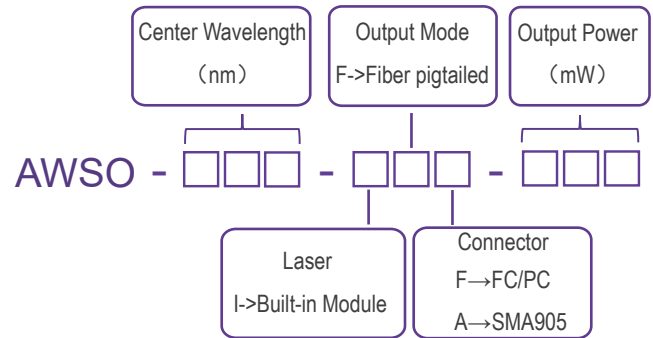 Center Wavelength
（nm）
Output Mode
F->Fiber pigtailed
Output Power
（mW）
AWSO - □□□ - □□□ - □□□
Laser
I->Built-in Module
Connector
F→FC/PC
A→SMA905